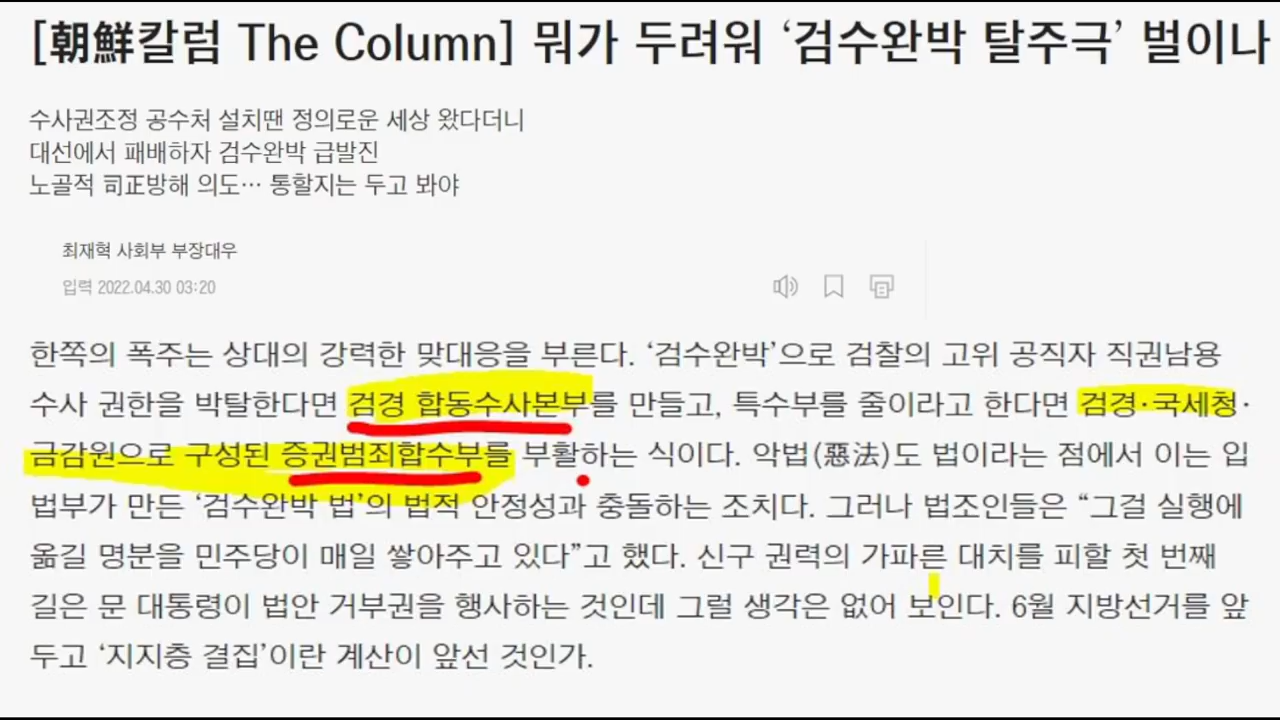 [朝鮮칼럼 The Column] 뭐가 두려워 ‘검수완박 탈주극’ 벌이나
수사권조정 공수처 설치땐 정의로운 세상 왔다더니
대선에서 패배하자 검수완박 급발진
노골적 司正방해 의도… 통할지는 두고 봐야
최재혁 사회부 부장대우
입력 2022.04.30 03:20
한쪽의 폭주는 상대의 강력한 맞대응을 부른다. ‘검수완박’으로 검찰의 고위 공직자 직권남용
수사 권한을 박탈한다면 검경 합동수사본부를 만들고, 특수부를 줄이라고 한다면 검경·국세청·
금감원으로 구성된 증권범죄합수부를 부활하는 식이다. 악법(惡法)도 법이라는 점에서 이는 입
법부가 만든 ‘검수완박 법’의 법적 안정성과 충돌하는 조치다. 그러나 법조인들은 “그걸 실행에
옮길 명분을 민주당이 매일 쌓아주고 있다”고 했다. 신구 권력의 가파른 대치를 피할 첫 번째
길은 문 대통령이 법안 거부권을 행사하는 것인데 그럴 생각은 없어 보인다. 6월 지방선거를 앞
두고 ‘지지층 결집’이란 계산이 앞선 것인가.